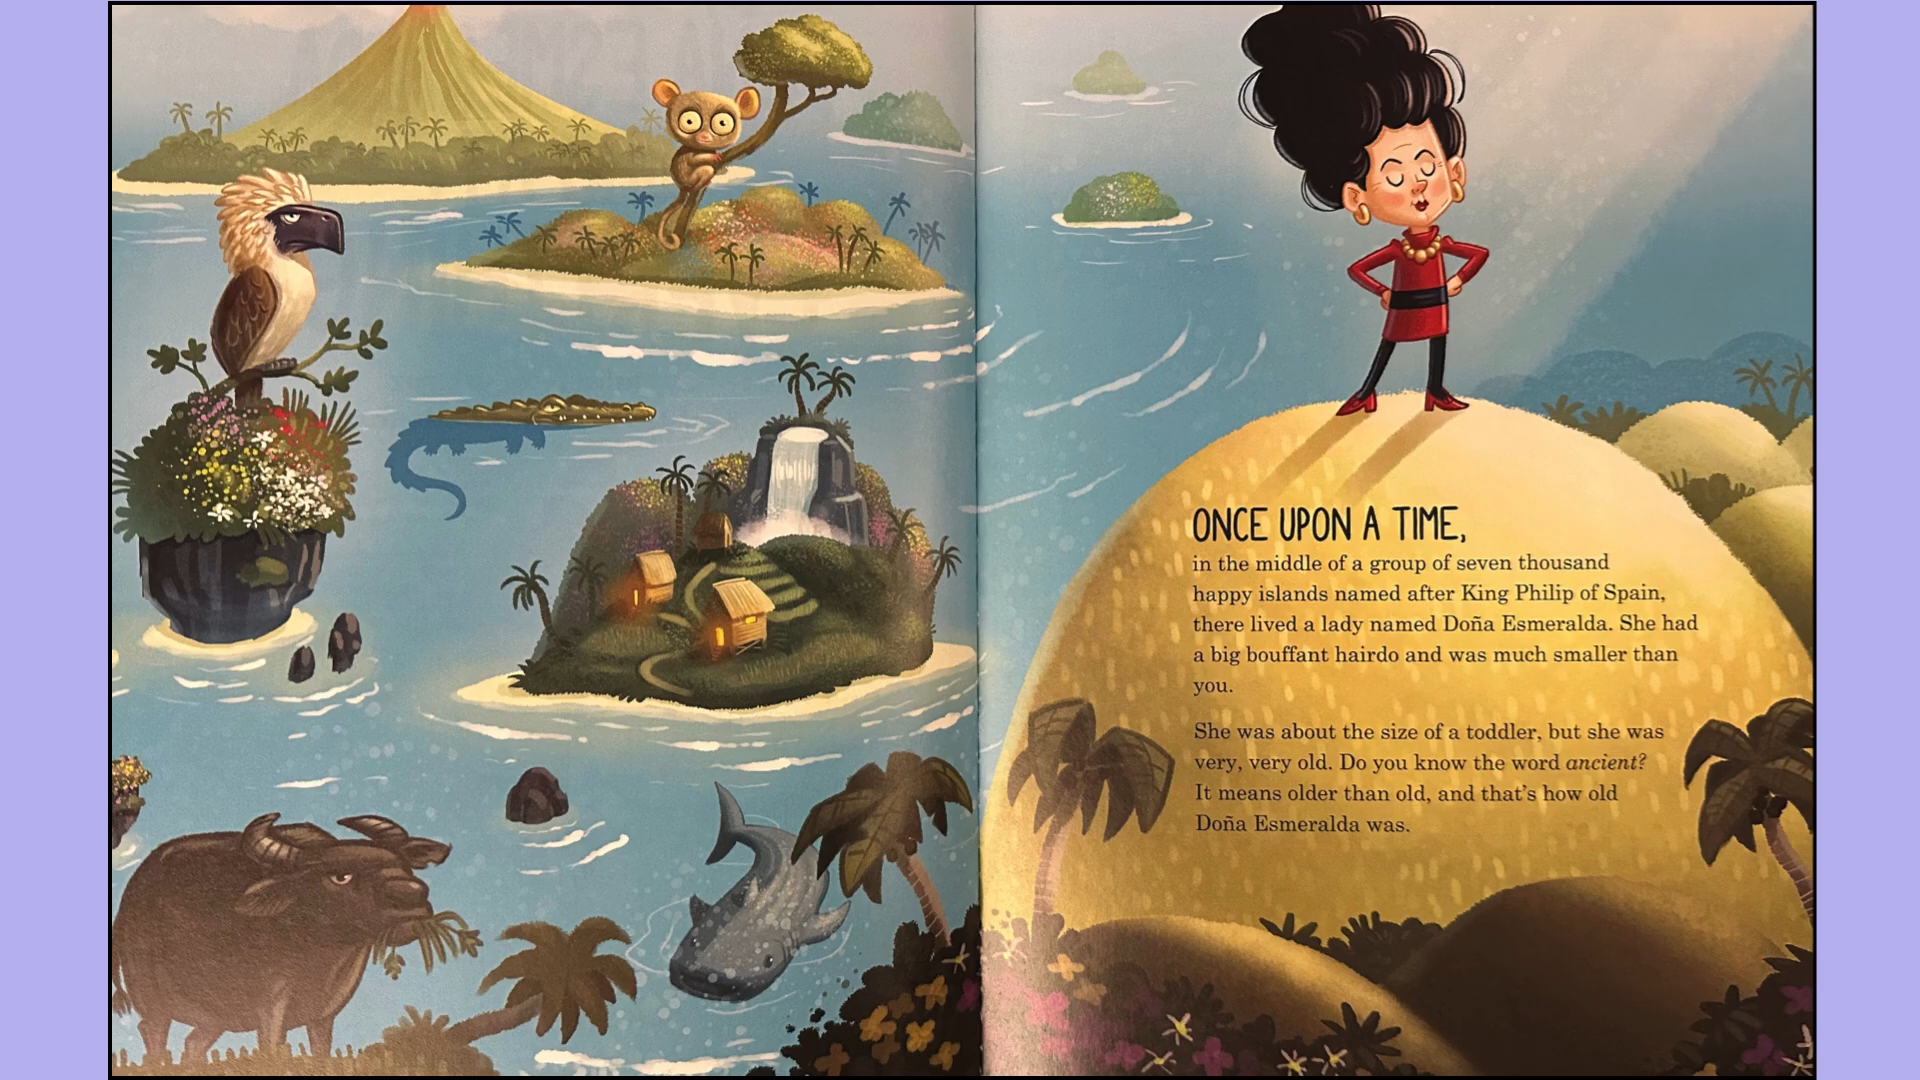 ONCE UPON A TIME,
in the middle of a group of seven thousand
happy islands named after King Philip of Spain,
there lived a lady named Doña Esmeralda. She had
a big bouffant hairdo and was much smaller than
you.
She was about the size of a toddler, but she was
very, very old. Do you know the word ancient?
It means older than old, and that's how old
Doña Esmeralda was.